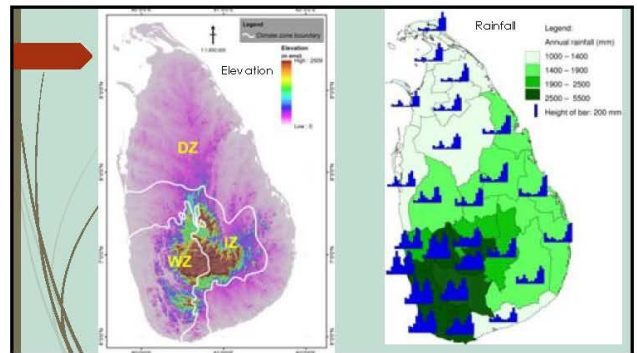 Legend
Climate zone boundary
Elevation
(m amsl)
High : 2509
Low : 0
Elevation
DZ
IZ
WZ
Rainfall
Legend:
Annual rainfall (mm)
1000 – 1400
1400 – 1900
1900 – 2500
2500 – 5500
Height of bar: 200 mm